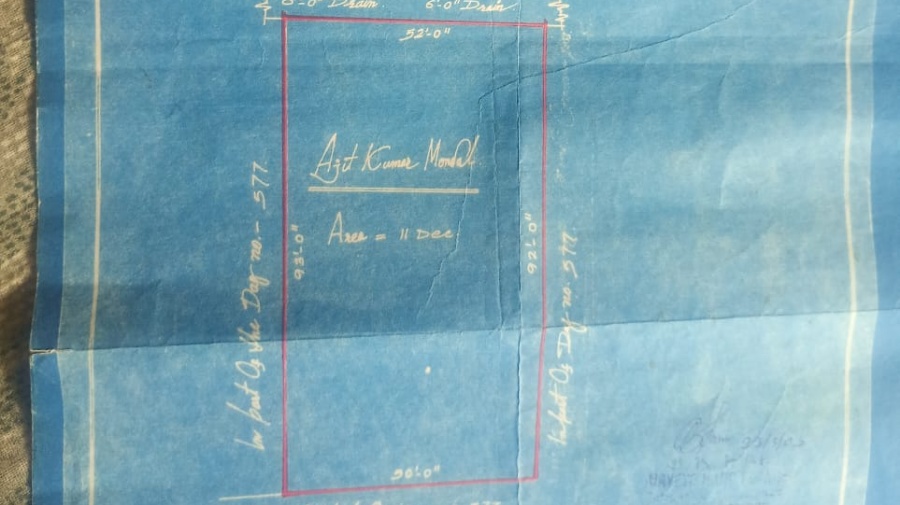 6'-0" Drain 6'-0" Drain
52'-0"
Ajit Kumar Mondal.
Area = 11 Dec.
93'-0"
92'-0"
In part Of the Dag no. - 577
In part Of Dag no. 577
50'-0"